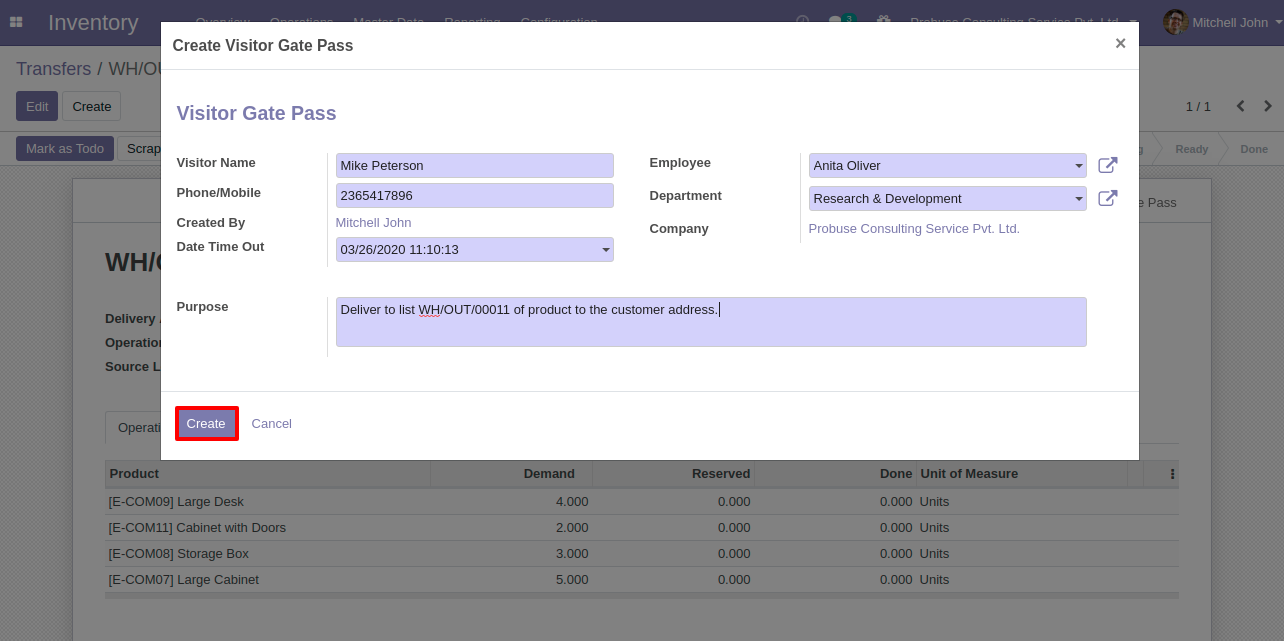 Inventory
Overview Operations Master Data Reporting Configuration 3 Probuse Consulting Service Pvt. Ltd. Mitchell John
Create Visitor Gate Pass ×
Transfers / WH/OU
Edit Create 1 / 1
Mark as Todo Scrap Ready Done
Visitor Gate Pass
Visitor Name Mike Peterson Employee Anita Oliver
Phone/Mobile 2365417896 Department Research & Development
Created By Mitchell John Company Probuse Consulting Service Pvt. Ltd.
Date Time Out 03/26/2020 11:10:13
Pass
WH/O
Purpose Deliver to list WH/OUT/00011 of product to the customer address.
Delivery
Operation
Source L
Create Cancel
Operati
Product Demand Reserved Done Unit of Measure
[E-COM09] Large Desk 4.000 0.000 0.000 Units
[E-COM11] Cabinet with Doors 2.000 0.000 0.000 Units
[E-COM08] Storage Box 3.000 0.000 0.000 Units
[E-COM07] Large Cabinet 5.000 0.000 0.000 Units